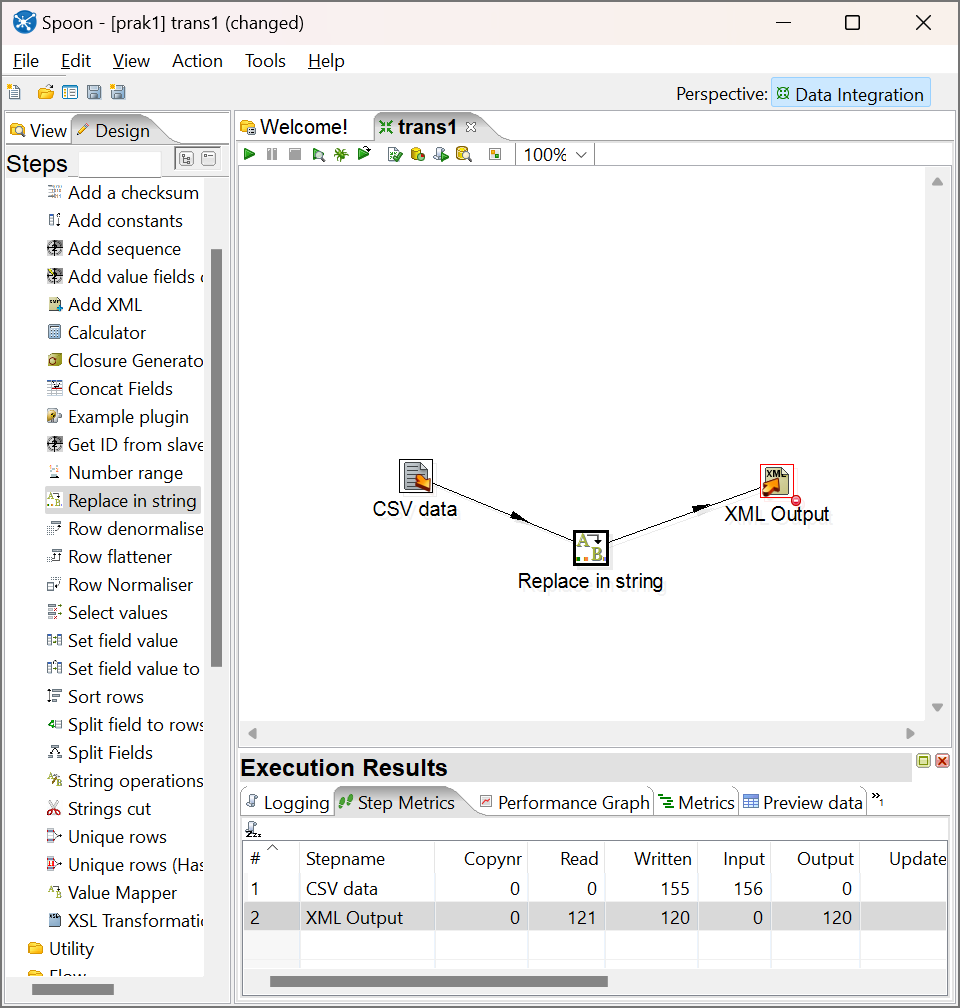 Spoon - [prak1] trans1 (changed)
File Edit View Action Tools Help
Perspective: Data Integration
View Design
Welcome! trans1
Steps
100%
Add a checksum
Add constants
Add sequence
Add value fields c
Add XML
Calculator
Closure Generato
Concat Fields
Example plugin
Get ID from slave
Number range
Replace in string
Row denormalise
Row flattener
Row Normaliser
Select values
Set field value
Set field value to
Sort rows
Split field to rows
Split Fields
String operations
Strings cut
Unique rows
Unique rows (Has
Value Mapper
XSL Transformatic
Utility
Flow
CSV data
A
B
Replace in string
XML
XML Output
Execution Results
Logging Step Metrics Performance Graph Metrics Preview data »1
# Stepname Copynr Read Written Input Output Update
1 CSV data 0 0 155 156 0
2 XML Output 0 121 120 0 120